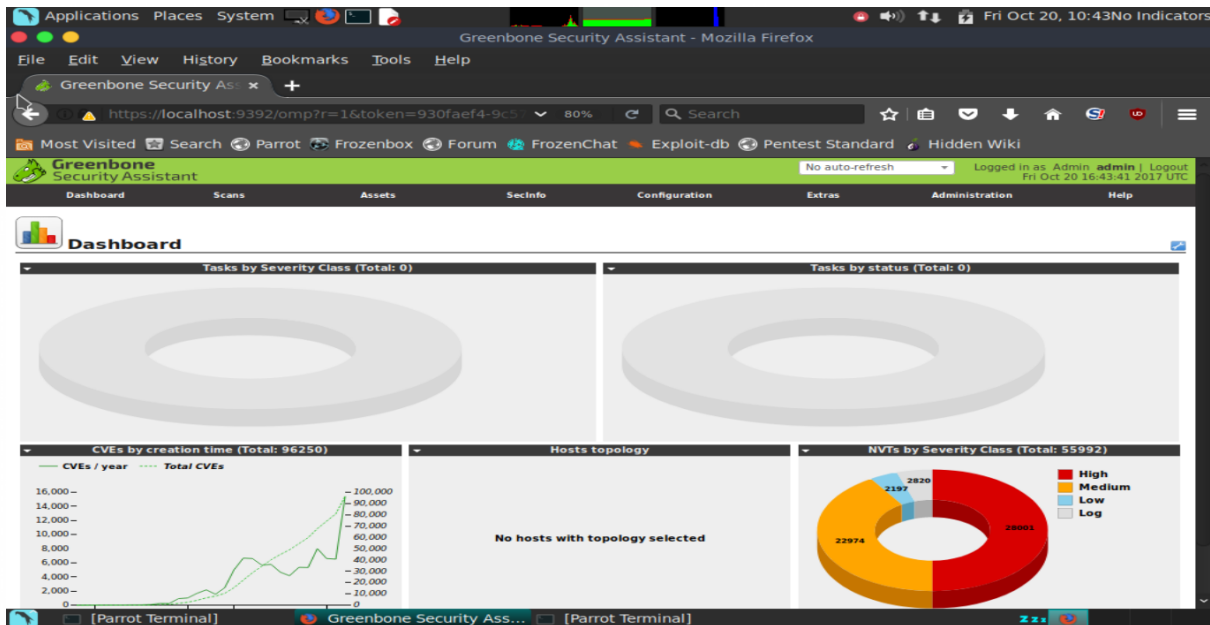 Applications Places System Fri Oct 20, 10:43No Indicators
Greenbone Security Assistant - Mozilla Firefox
File Edit View History Bookmarks Tools Help
Greenbone Security Ass × +
https://localhost:9392/omp?r=1&token=930faef4-9c57 80% Search
Most Visited Search Parrot Frozenbox Forum FrozenChat Exploit-db Pentest Standard Hidden Wiki
Greenbone
Security Assistant
No auto-refresh
Logged in as Admin admin | Logout
Fri Oct 20 16:43:41 2017 UTC
Dashboard Scans Assets SecInfo Configuration Extras Administration Help
Dashboard
Tasks by Severity Class (Total: 0)
Tasks by status (Total: 0)
CVEs by creation time (Total: 96250)
CVEs / year Total CVEs
16,000 100,000
14,000 90,000
12,000 80,000
10,000 70,000
8,000 60,000
6,000 50,000
4,000 40,000
2,000 30,000
0 20,000
10,000
0
Hosts topology
No hosts with topology selected
NVTs by Severity Class (Total: 55992)
2820
2197
22974
28001
High
Medium
Low
Log
[Parrot Terminal] Greenbone Security Ass... [Parrot Terminal] zzz